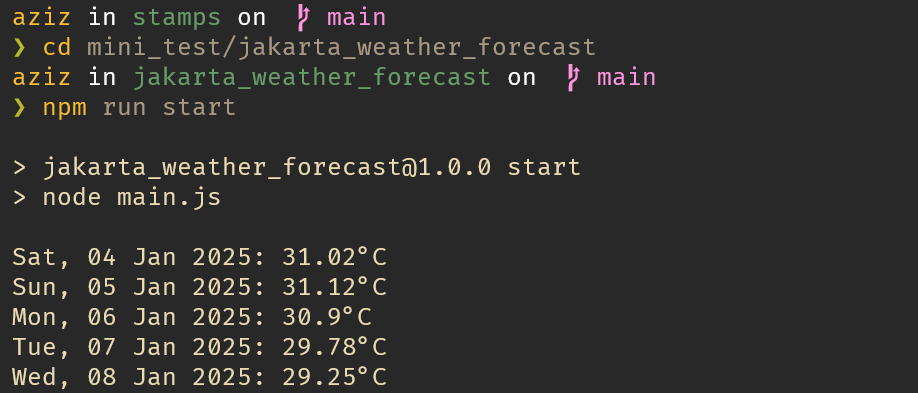 aziz in stamps on main
❯ cd mini_test/jakarta_weather_forecast
aziz in jakarta_weather_forecast on main
❯ npm run start
> jakarta_weather_forecast@1.0.0 start
> node main.js
Sat, 04 Jan 2025: 31.02°C
Sun, 05 Jan 2025: 31.12°C
Mon, 06 Jan 2025: 30.9°C
Tue, 07 Jan 2025: 29.78°C
Wed, 08 Jan 2025: 29.25°C